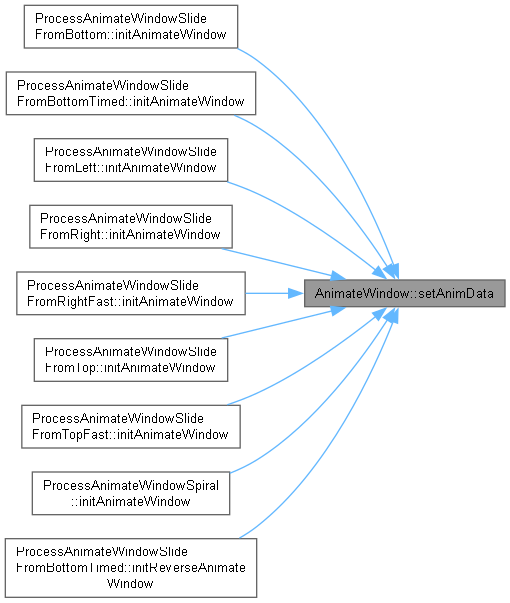 ProcessAnimateWindowSlide
FromBottom::initAnimateWindow
ProcessAnimateWindowSlide
FromBottomTimed::initAnimateWindow
ProcessAnimateWindowSlide
FromLeft::initAnimateWindow
ProcessAnimateWindowSlide
FromRight::initAnimateWindow
ProcessAnimateWindowSlide
FromRightFast::initAnimateWindow
AnimateWindow::setAnimData
ProcessAnimateWindowSlide
FromTop::initAnimateWindow
ProcessAnimateWindowSlide
FromTopFast::initAnimateWindow
ProcessAnimateWindowSpiral
::initAnimateWindow
ProcessAnimateWindowSlide
FromBottomTimed::initReverseAnimate
Window